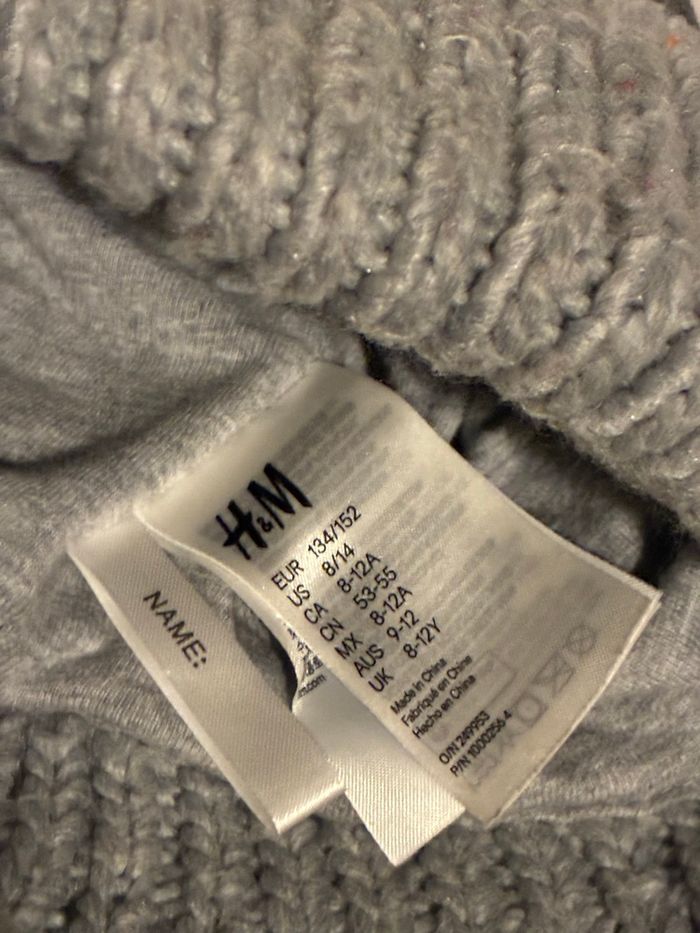 H&M
EUR 134/152
US 8/14
CA 8-12A
CN 53-55
MX 8-12A
AUS 9-12
UK 8-12Y
Made in China
Fabriqué en China
Hecho en China
O/N 249953
P/N 1000256-4
NAME: